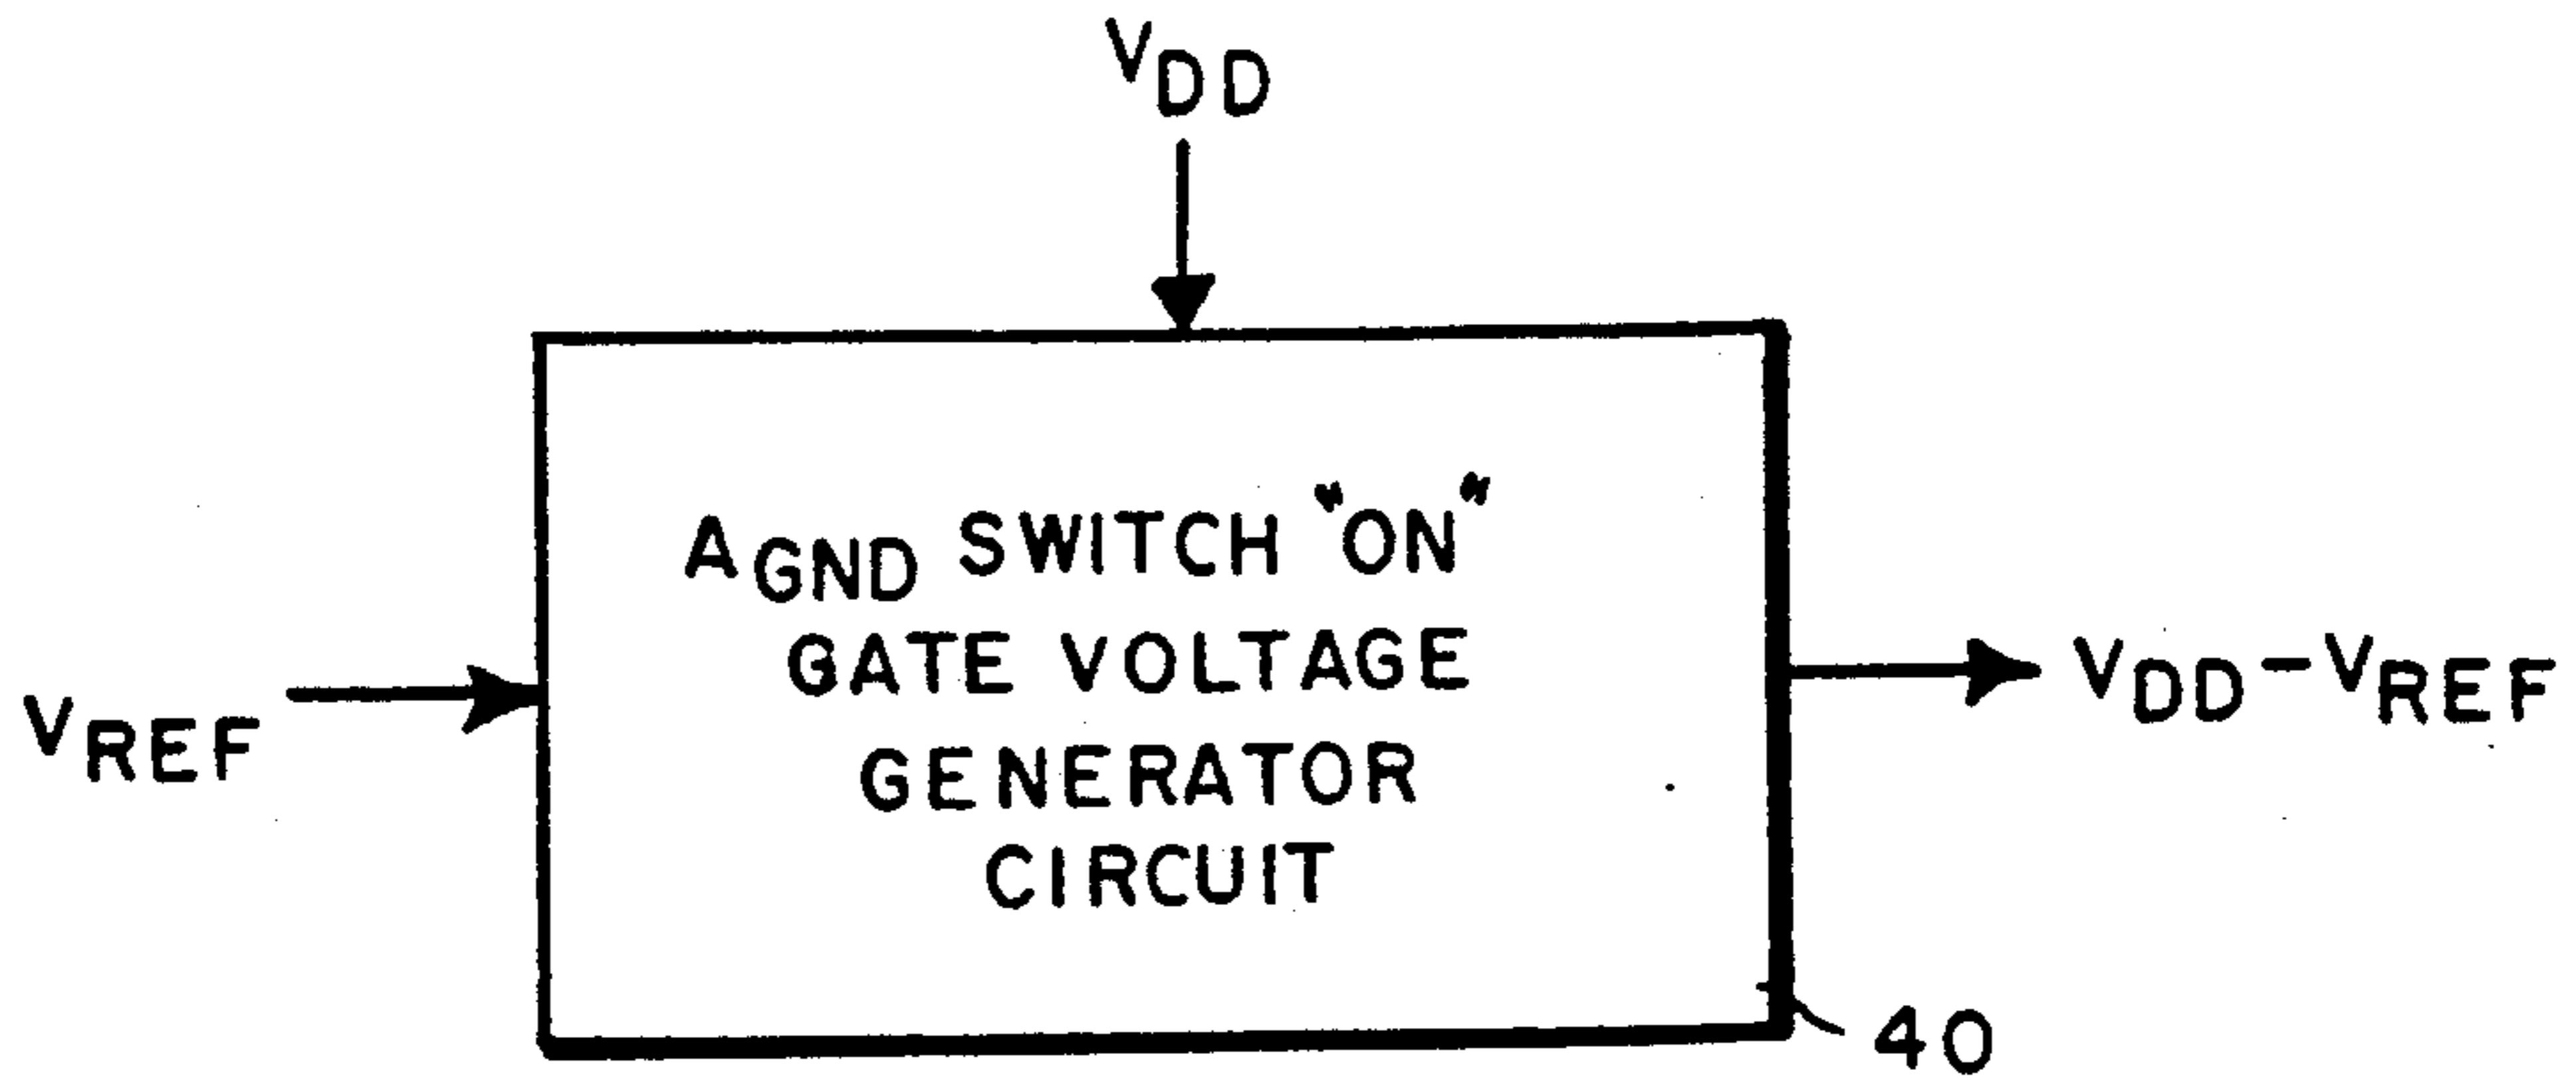 VDD
AGND SWITCH "ON"
GATE VOLTAGE
GENERATOR
CIRCUIT
VREF
VDD-VREF
40